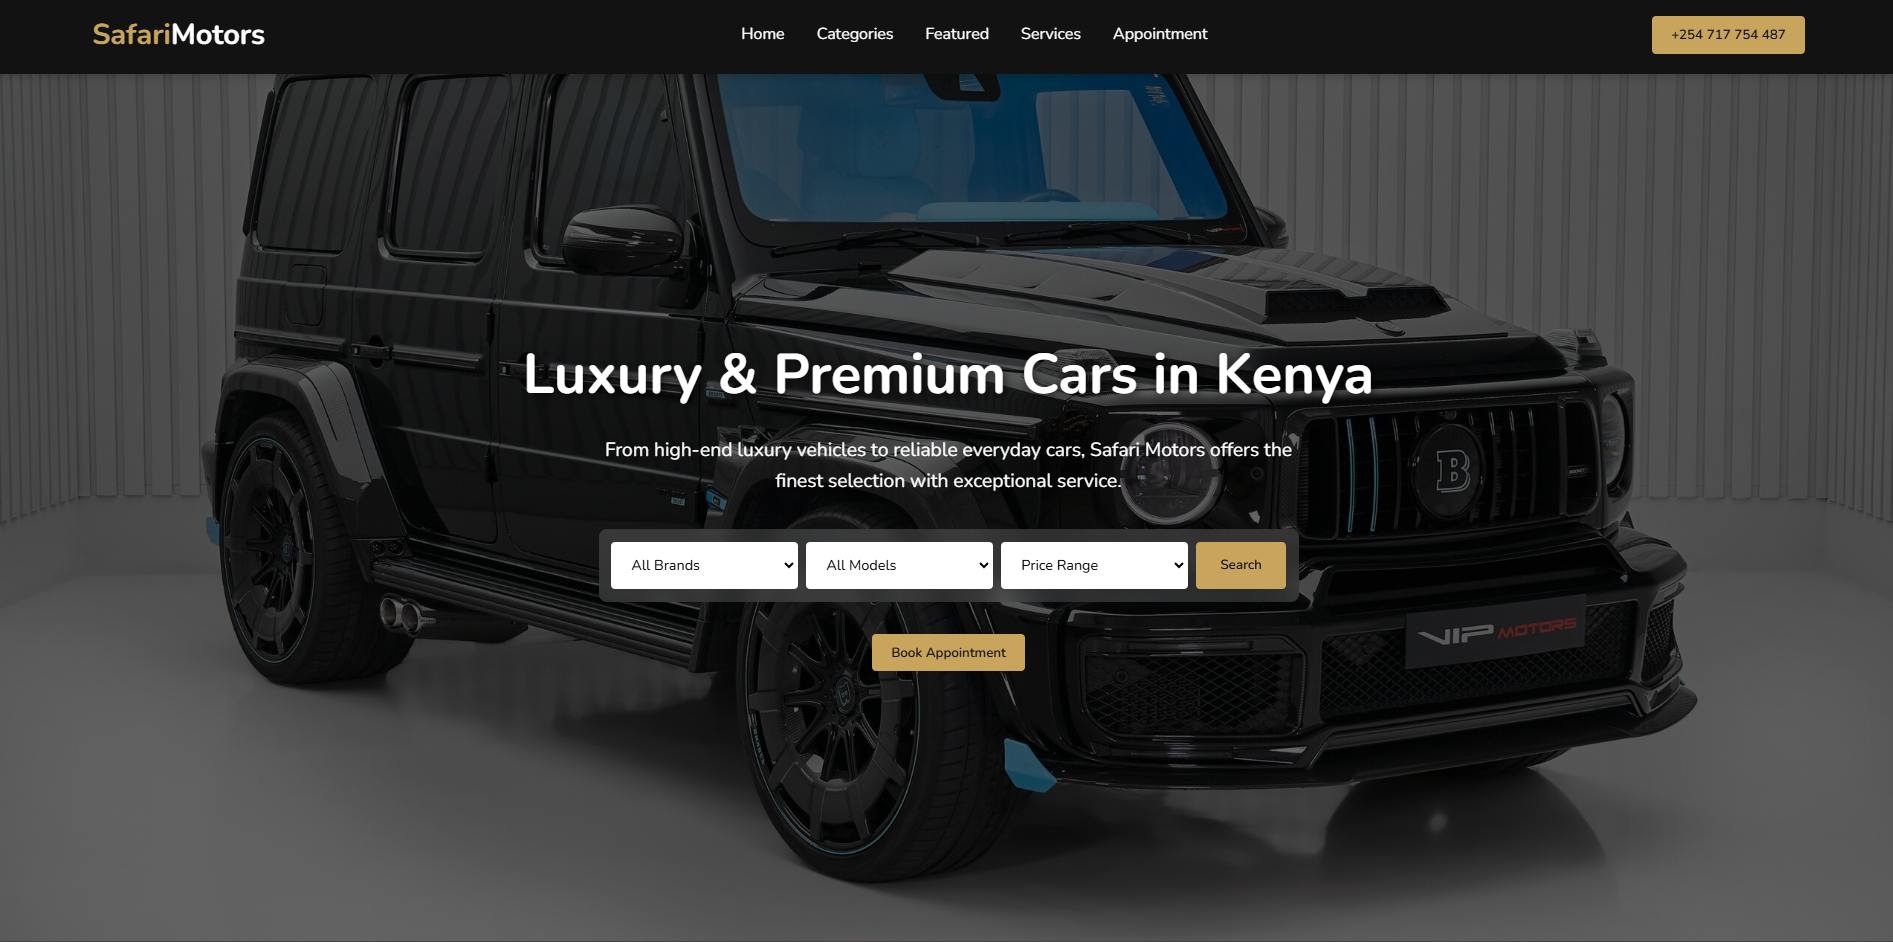 SafariMotors
Home Categories Featured Services Appointment
+254 717 754 487
Luxury & Premium Cars in Kenya
From high-end luxury vehicles to reliable everyday cars, Safari Motors offers the
finest selection with exceptional service.
All Brands All Models Price Range Search
Book Appointment
B
VIP MOTORS